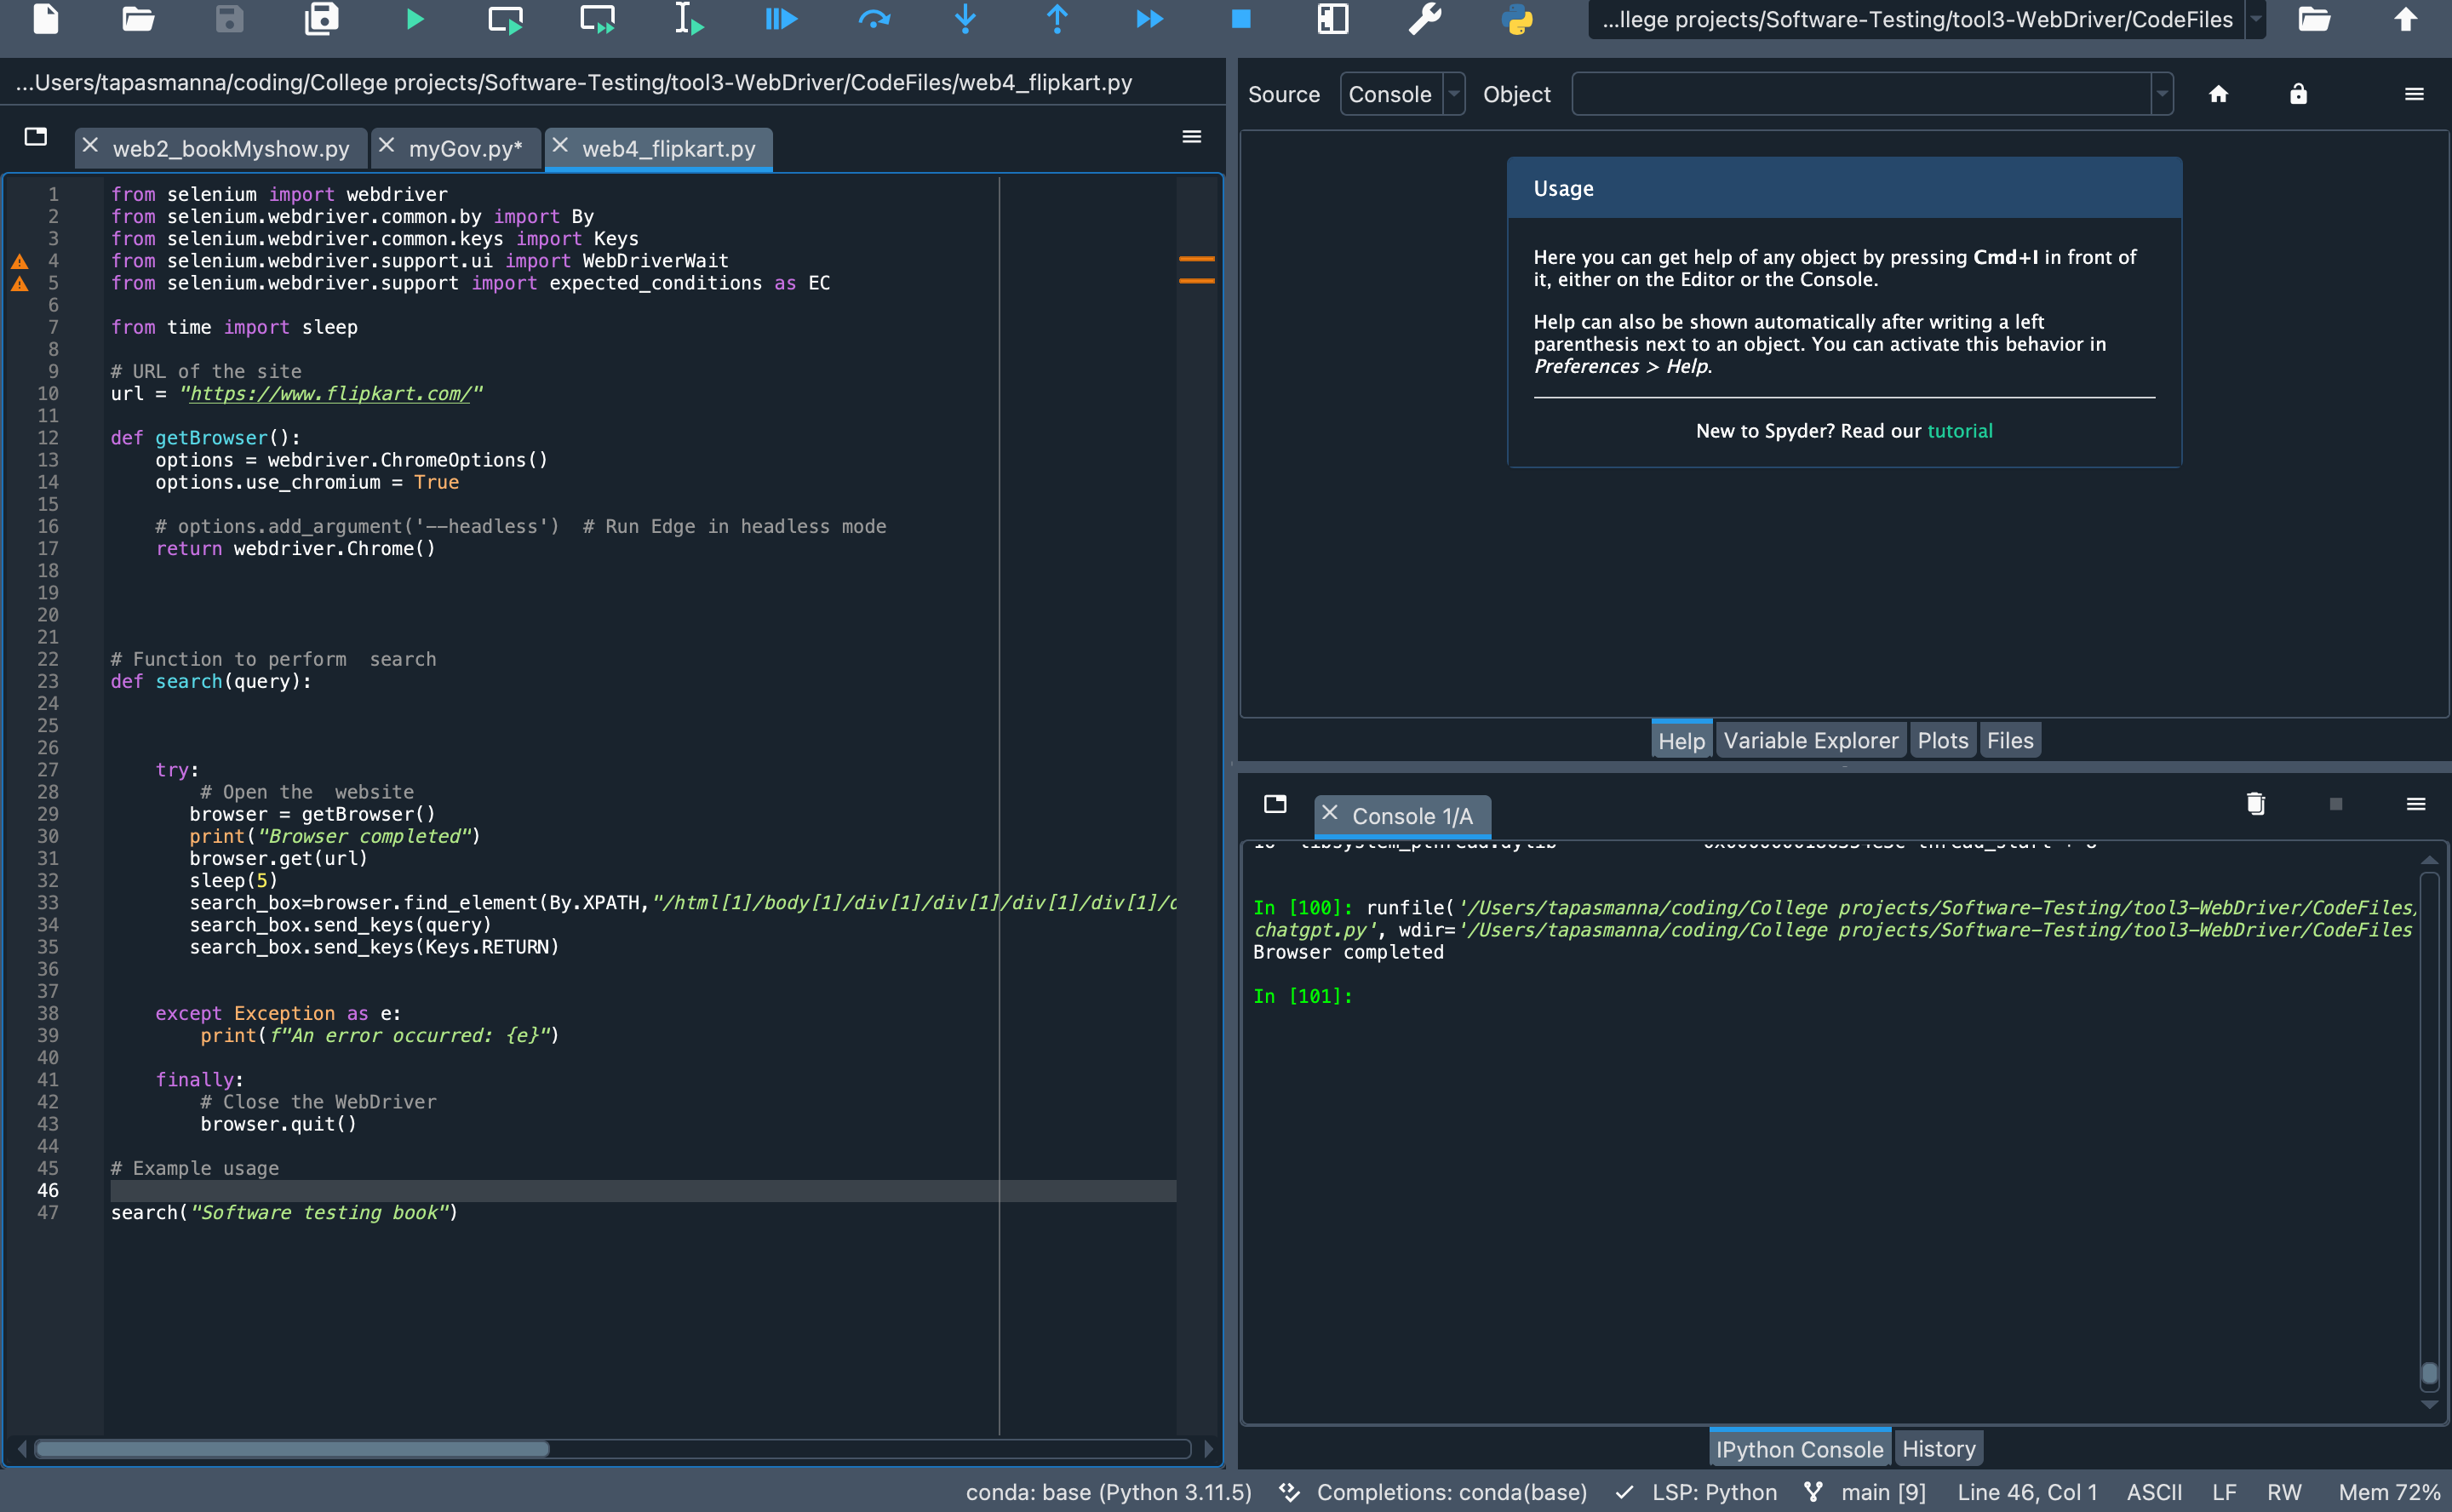 ...llege projects/Software-Testing/tool3-WebDriver/CodeFiles
...Users/tapasmanna/coding/College projects/Software-Testing/tool3-WebDriver/CodeFiles/web4_flipkart.py
web2_bookMyshow.py
myGov.py*
web4_flipkart.py
1 from selenium import webdriver
2 from selenium.webdriver.common.by import By
3 from selenium.webdriver.common.keys import Keys
4 from selenium.webdriver.support.ui import WebDriverWait
5 from selenium.webdriver.support import expected_conditions as EC
6
7 from time import sleep
8
9 # URL of the site
10 url = "https://www.flipkart.com/"
11
12 def getBrowser():
13     options = webdriver.ChromeOptions()
14     options.use_chromium = True
15
16     # options.add_argument('--headless')  # Run Edge in headless mode
17     return webdriver.Chrome()
18
19
20
21
22 # Function to perform  search
23 def search(query):
24
25
26
27     try:
28         # Open the  website
29        browser = getBrowser()
30        print("Browser completed")
31        browser.get(url)
32        sleep(5)
33        search_box=browser.find_element(By.XPATH,"/html[1]/body[1]/div[1]/div[1]/div[1]/div[1]/
34        search_box.send_keys(query)
35        search_box.send_keys(Keys.RETURN)
36
37
38     except Exception as e:
39         print(f"An error occurred: {e}")
40
41     finally:
42         # Close the WebDriver
43         browser.quit()
44
45 # Example usage
46
47 search("Software testing book")
Source Console Object
Usage
Here you can get help of any object by pressing Cmd+I in front of
it, either on the Editor or the Console.
Help can also be shown automatically after writing a left
parenthesis next to an object. You can activate this behavior in
Preferences > Help.
New to Spyder? Read our tutorial
Help Variable Explorer Plots Files
Console 1/A
In [100]: runfile('/Users/tapasmanna/coding/College projects/Software-Testing/tool3-WebDriver/CodeFiles/
chatgpt.py', wdir='/Users/tapasmanna/coding/College projects/Software-Testing/tool3-WebDriver/CodeFiles
Browser completed
In [101]:
IPython Console History
conda: base (Python 3.11.5) Completions: conda(base) LSP: Python main [9] Line 46, Col 1 ASCII LF RW Mem 72%